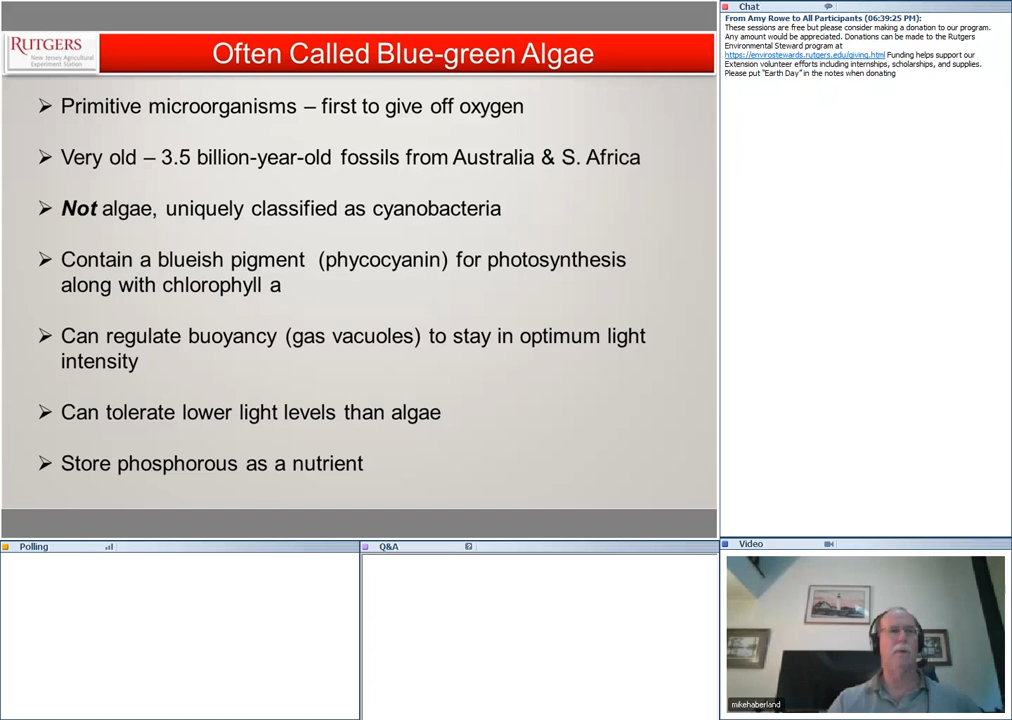 RUTGERS
New Jersey Agricultural
Experiment Station
Often Called Blue-green Algae
➢ Primitive microorganisms – first to give off oxygen
➢ Very old – 3.5 billion-year-old fossils from Australia & S. Africa
➢ Not algae, uniquely classified as cyanobacteria
➢ Contain a blueish pigment (phycocyanin) for photosynthesis
along with chlorophyll a
➢ Can regulate buoyancy (gas vacuoles) to stay in optimum light
intensity
➢ Can tolerate lower light levels than algae
➢ Store phosphorous as a nutrient
Chat
From Amy Rowe to All Participants (06:39:25 PM):
These sessions are free but please consider making a donation to our program.
Any amount would be appreciated. Donations can be made to the Rutgers
Environmental Steward program at
https://envirostewards.rutgers.edu/giving.html Funding helps support our
Extension volunteer efforts including internships, scholarships, and supplies.
Please put "Earth Day" in the notes when donating
Polling
Q&A
Video
mikehaberland